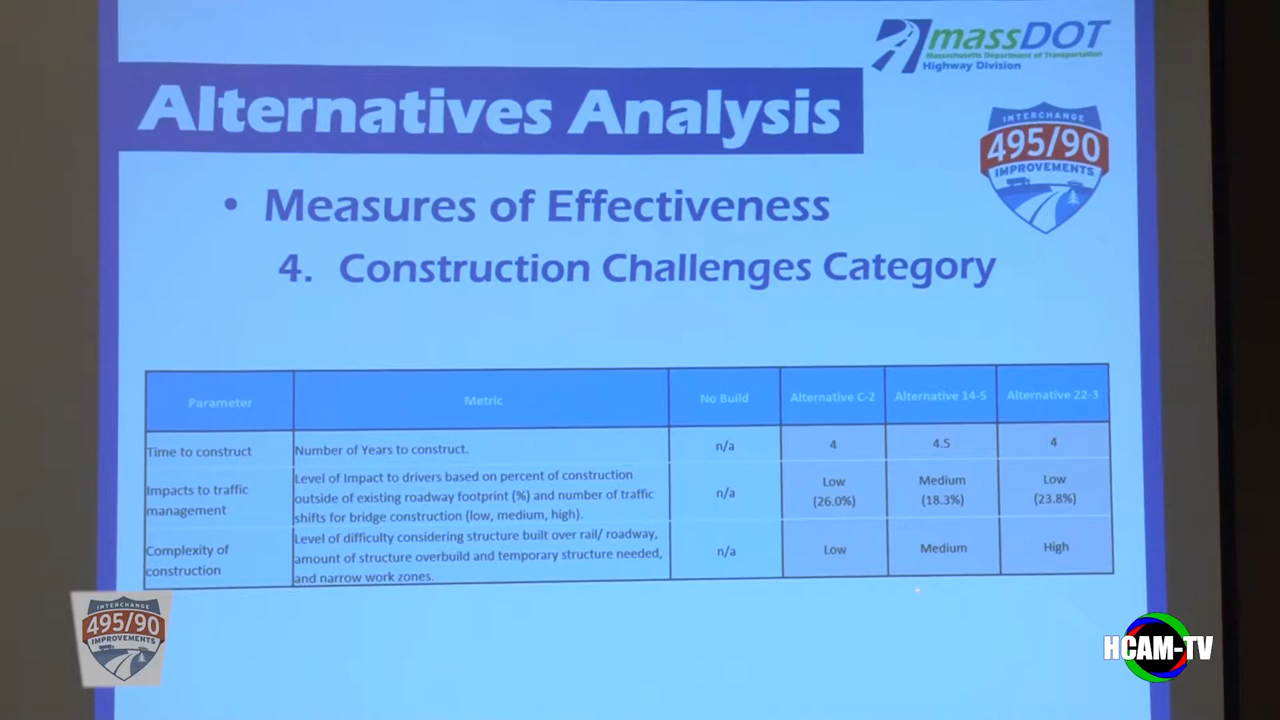 massDOT
Massachusetts Department of Transportation
Highway Division
Alternatives Analysis
INTERCHANGE
495/90
IMPROVEMENTS
• Measures of Effectiveness
4. Construction Challenges Category
Parameter Metric No Build Alternative C-2 Alternative 14-5 Alternative 22-3
Time to construct Number of Years to construct. n/a 4 4.5 4
Impacts to traffic
management
Level of Impact to drivers based on percent of construction
outside of existing roadway footprint (%) and number of traffic
shifts for bridge construction (low, medium, high).
n/a
Low
(26.0%)
Medium
(18.3%)
Low
(23.8%)
Complexity of
construction
Level of difficulty considering structure built over rail/ roadway,
amount of structure overbuild and temporary structure needed,
and narrow work zones.
n/a Low Medium High
INTERCHANGE
495/90
IMPROVEMENTS
HCAM-TV